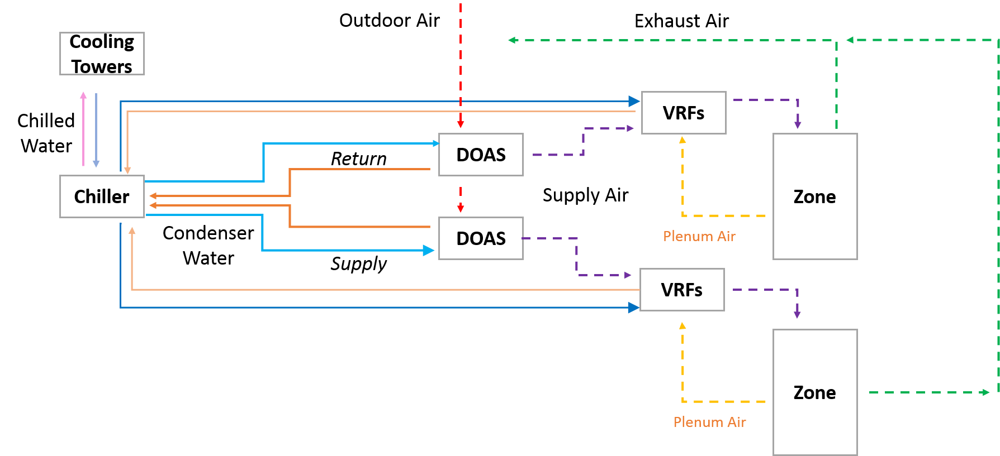 Outdoor Air
Exhaust Air
Cooling
Towers
VRFs
Chilled
Water
DOAS
Return
Chiller
Supply Air
Zone
Condenser
Water
DOAS
Plenum Air
Supply
VRFs
Zone
Plenum Air